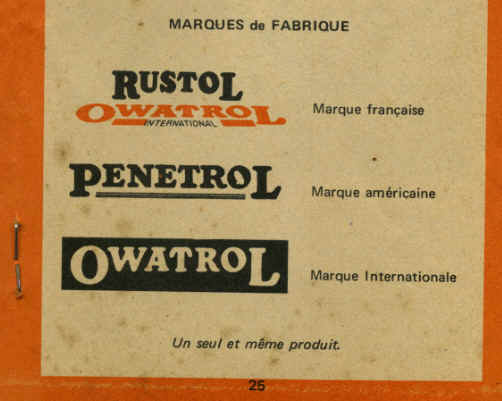 MARQUES de FABRIQUE
RUSTOL
OWATROL
INTERNATIONAL
Marque française
PENETROL
Marque américaine
OWATROL
Marque Internationale
Un seul et même produit.
25